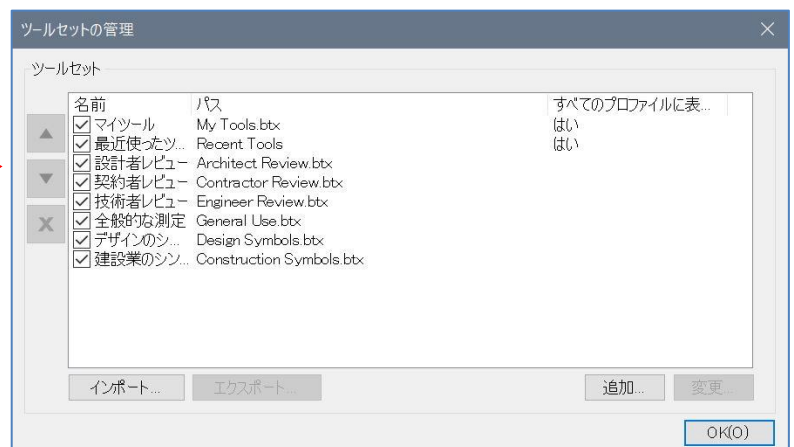 ツールセットの管理
ツールセット
名前 パス すべてのプロファイルに表...
マイツール My Tools.btx はい
最近使ったツ... Recent Tools はい
設計者レビュー Architect Review.btx
契約者レビュー Contractor Review.btx
技術者レビュー Engineer Review.btx
全般的な測定 General Use.btx
デザインのシ... Design Symbols.btx
建設業のシン... Construction Symbols.btx
インポート... エクスポート... 追加... 変更...
OK(O)